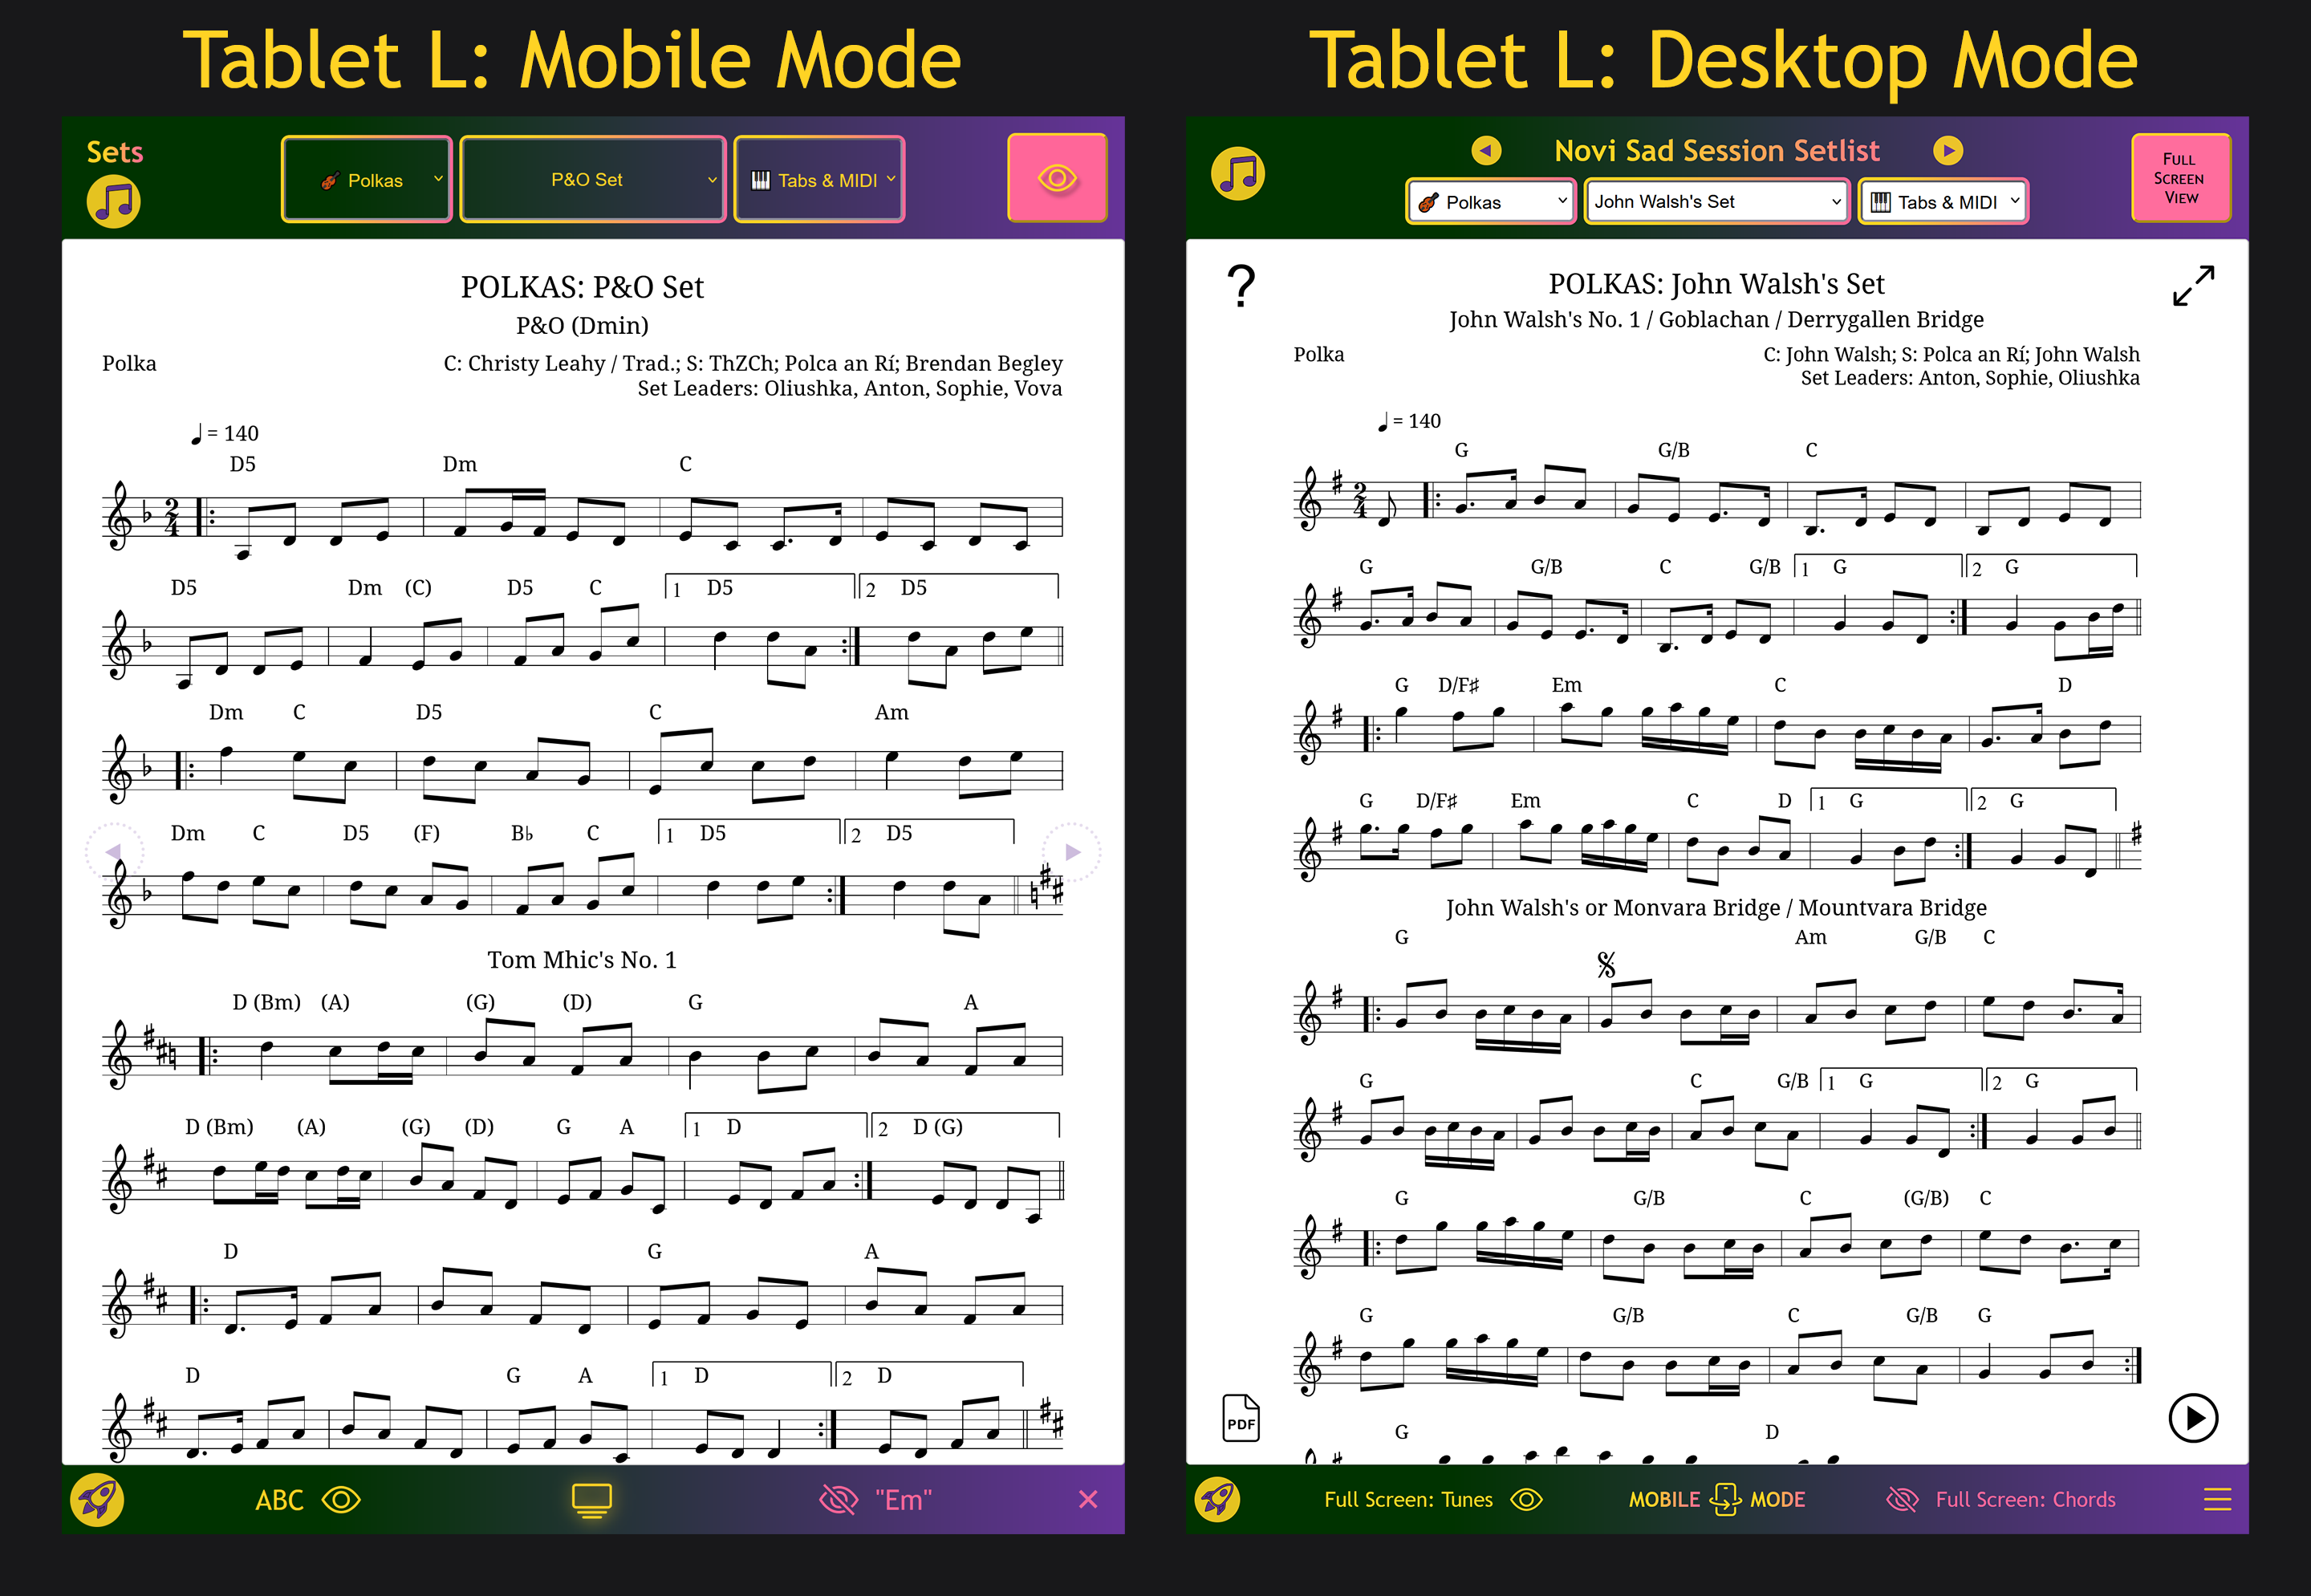 Tablet L: Mobile Mode
Sets
Polkas
P&O Set
Tabs & MIDI
POLKAS: P&O Set
P&O (Dmin)
Polka
C: Christy Leahy / Trad.; S: ThZCh; Polca an Rí; Brendan Begley
Set Leaders: Oliushka, Anton, Sophie, Vova
= 140
D5 Dm C
2
4
D5 Dm (C) D5 C 1 D5 2 D5
Dm C D5 C Am
Dm C D5 (F) B♭ C 1 D5 2 D5
Tom Mhic's No. 1
D (Bm) (A) (G) (D) G A
D (Bm) (A) (G) (D) G A 1 D 2 D (G)
D G A
D G A 1 D 2 D
ABC
"Em"
Tablet L: Desktop Mode
Novi Sad Session Setlist
Polkas
John Walsh's Set
Tabs & MIDI
FULL
SCREEN
VIEW
?
POLKAS: John Walsh's Set
John Walsh's No. 1 / Goblachan / Derrygallen Bridge
Polka
C: John Walsh; S: Polca an Rí; John Walsh
Set Leaders: Anton, Sophie, Oliushka
= 140
G G/B C
2
4
G G/B C G/B 1 G 2 G
G D/F♯ Em C D
G D/F♯ Em C D 1 G 2 G
John Walsh's or Monvara Bridge / Mountvara Bridge
G Am G/B C
G C G/B 1 G 2 G
G G/B C (G/B) C
G G/B C G/B G
PDF
G D
Full Screen: Tunes
MOBILE MODE
Full Screen: Chords